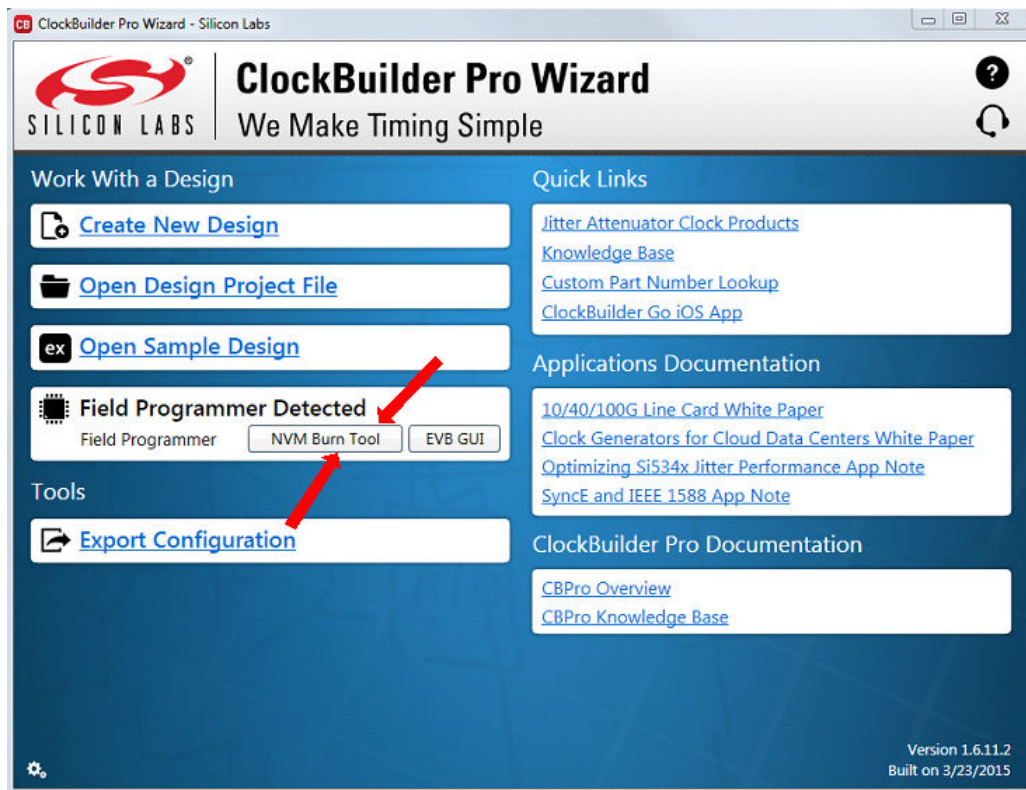 CB ClockBuilder Pro Wizard - Silicon Labs
SILICON LABS
ClockBuilder Pro Wizard
We Make Timing Simple
?
Work With a Design
Create New Design
Open Design Project File
ex Open Sample Design
Field Programmer Detected
Field Programmer NVM Burn Tool EVB GUI
Tools
Export Configuration
Quick Links
Jitter Attenuator Clock Products
Knowledge Base
Custom Part Number Lookup
ClockBuilder Go iOS App
Applications Documentation
10/40/100G Line Card White Paper
Clock Generators for Cloud Data Centers White Paper
Optimizing Si534x Jitter Performance App Note
SyncE and IEEE 1588 App Note
ClockBuilder Pro Documentation
CBPro Overview
CBPro Knowledge Base
Version 1.6.11.2
Built on 3/23/2015